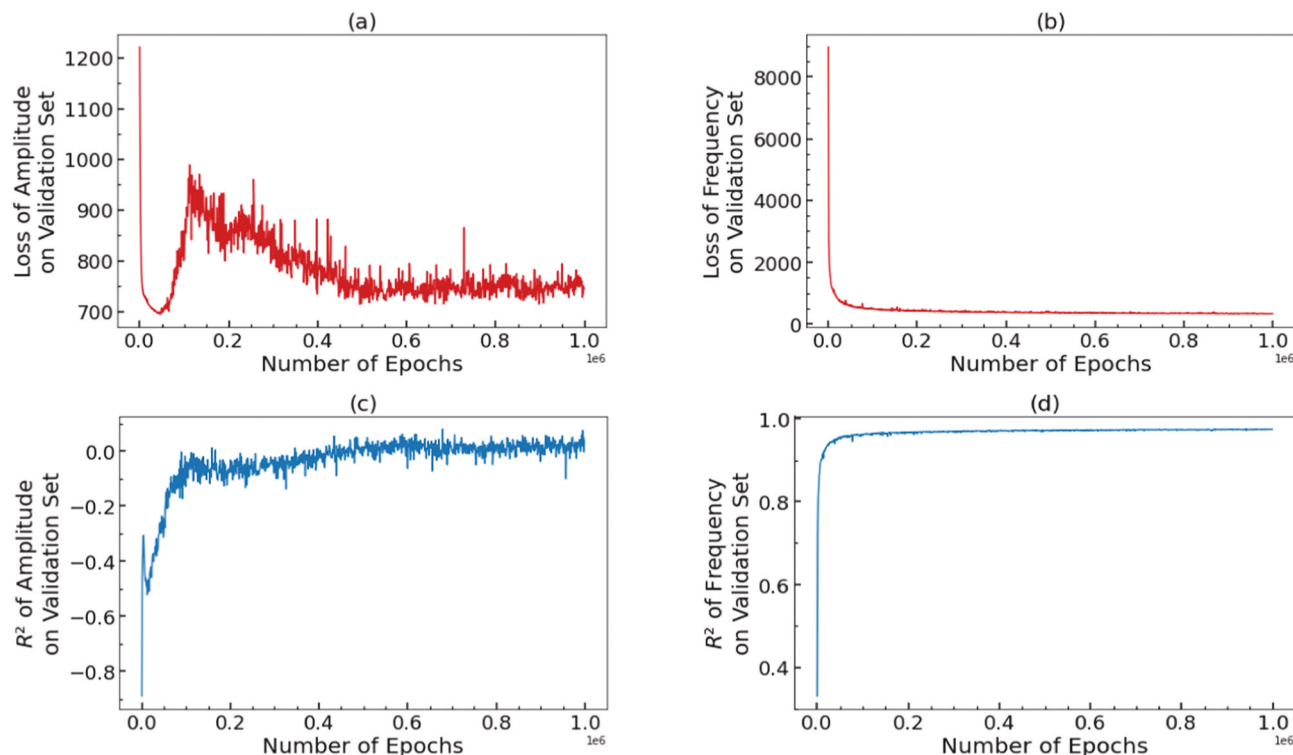 (a)
Loss of Amplitude
on Validation Set
1200
1100
1000
900
800
700
0.0 0.2 0.4 0.6 0.8 1.0
1e6
Number of Epochs
(b)
Loss of Frequency
on Validation Set
8000
6000
4000
2000
0
0.0 0.2 0.4 0.6 0.8 1.0
1e6
Number of Epochs
(c)
R² of Amplitude
on Validation Set
0.0
−0.2
−0.4
−0.6
−0.8
0.0 0.2 0.4 0.6 0.8 1.0
1e6
Number of Epochs
(d)
R² of Frequency
on Validation Set
1.0
0.8
0.6
0.4
0.0 0.2 0.4 0.6 0.8 1.0
1e6
Number of Epochs